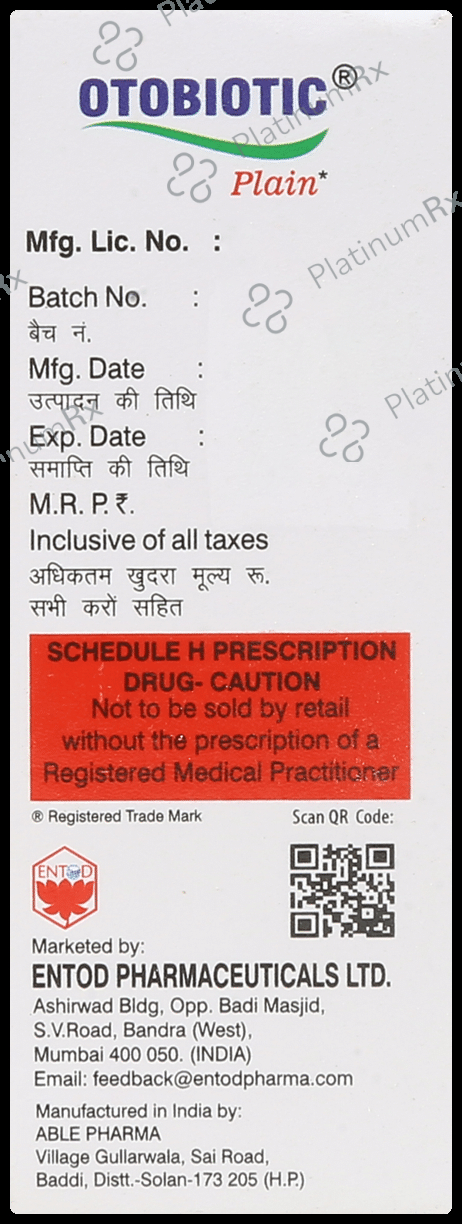 OTOBIOTIC®
Plain*
Mfg. Lic. No. :
Batch No. :
बैच नं.
Mfg. Date :
उत्पादन की तिथि
Exp. Date :
समाप्ति की तिथि
M.R. P. ₹.
Inclusive of all taxes
अधिकतम खुदरा मूल्य रू.
सभी करों सहित
SCHEDULE H PRESCRIPTION
DRUG- CAUTION
Not to be sold by retail
without the prescription of a
Registered Medical Practitioner
® Registered Trade Mark
Scan QR Code:
ENTOD
Marketed by:
ENTOD PHARMACEUTICALS LTD.
Ashirwad Bldg, Opp. Badi Masjid,
S.V.Road, Bandra (West),
Mumbai 400 050. (INDIA)
Email: feedback@entodpharma.com
Manufactured in India by:
ABLE PHARMA
Village Gullarwala, Sai Road,
Baddi, Distt.-Solan-173 205 (H.P.)
PlatinumRx
PlatinumRx